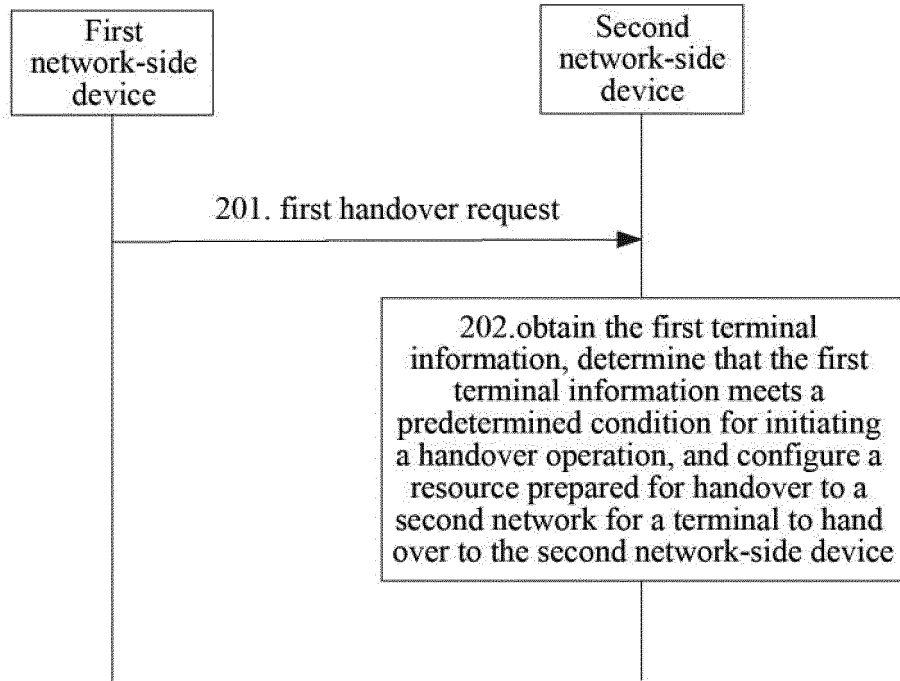 First
network-side
device
Second
network-side
device
201. first handover request
202.obtain the first terminal
information, determine that the first
terminal information meets a
predetermined condition for initiating
a handover operation, and configure a
resource prepared for handover to a
second network for a terminal to hand
over to the second network-side device